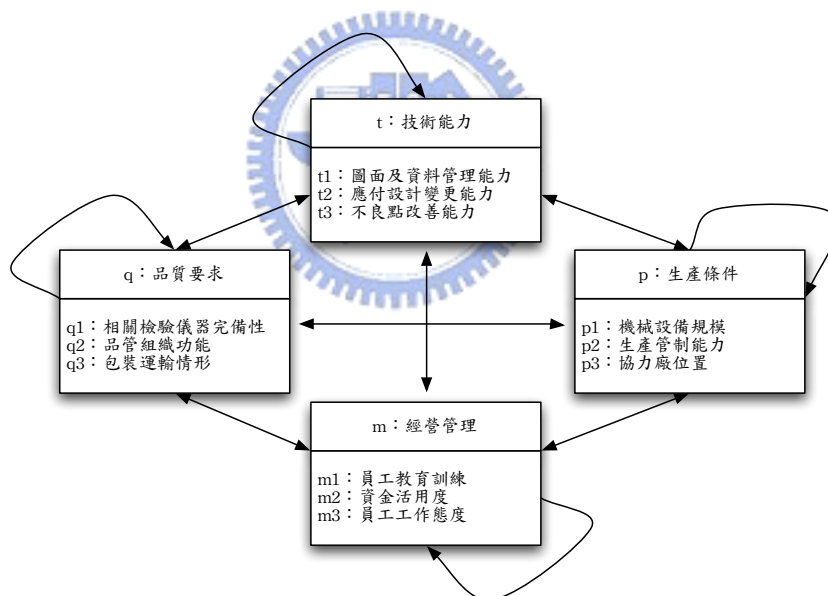 t：技術能力
t1：圖面及資料管理能力
t2：應付設計變更能力
t3：不良點改善能力
q：品質要求
q1：相關檢驗儀器完備性
q2：品管組織功能
q3：包裝運輸情形
p：生產條件
p1：機械設備規模
p2：生產管制能力
p3：協力廠位置
m：經營管理
m1：員工教育訓練
m2：資金活用度
m3：員工工作態度